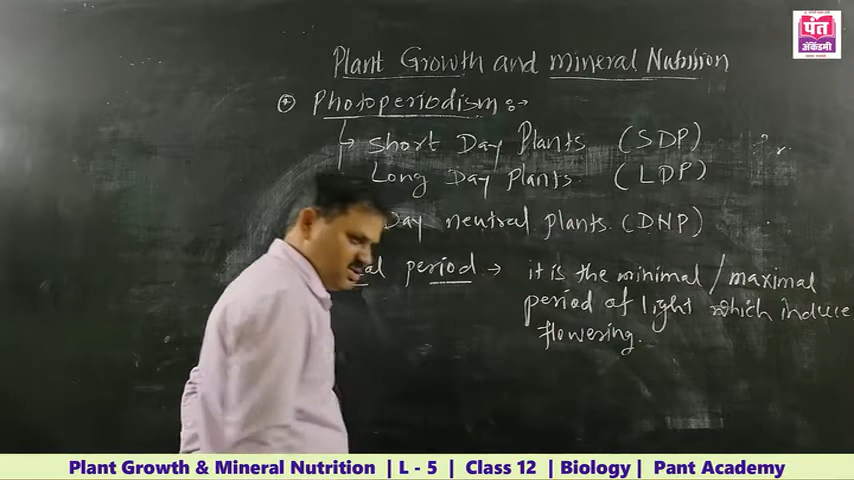 पंत
अकॅडमी
Plant Growth and mineral Nutrition
Photoperiodism :→
Short Day Plants (SDP)
Long Day plants. (LDP)
Day neutral plants. (DNP)
period → it is the minimal / maximal
period of light which induce
flowering.
Plant Growth & Mineral Nutrition | L - 5 | Class 12 | Biology | Pant Academy